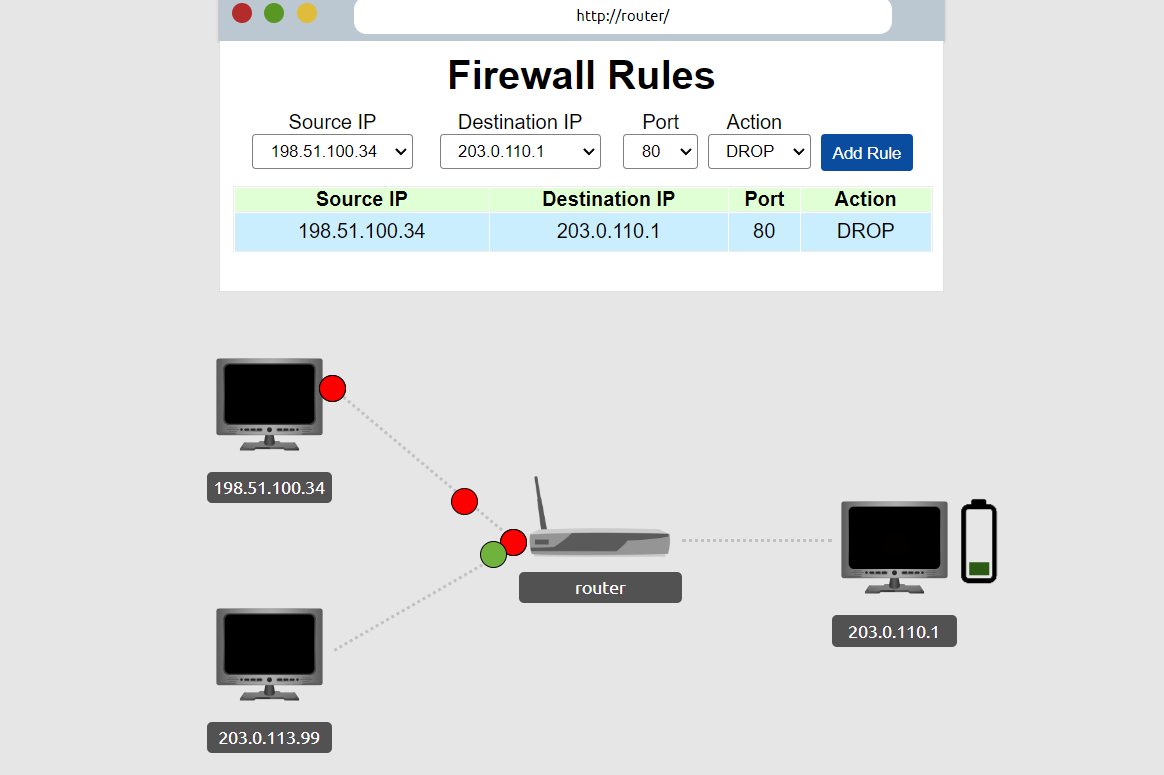 http://router/
Firewall Rules
Source IP Destination IP Port Action
198.51.100.34 203.0.110.1 80 DROP Add Rule
Source IP Destination IP Port Action
198.51.100.34 203.0.110.1 80 DROP
198.51.100.34
router
203.0.110.1
203.0.113.99